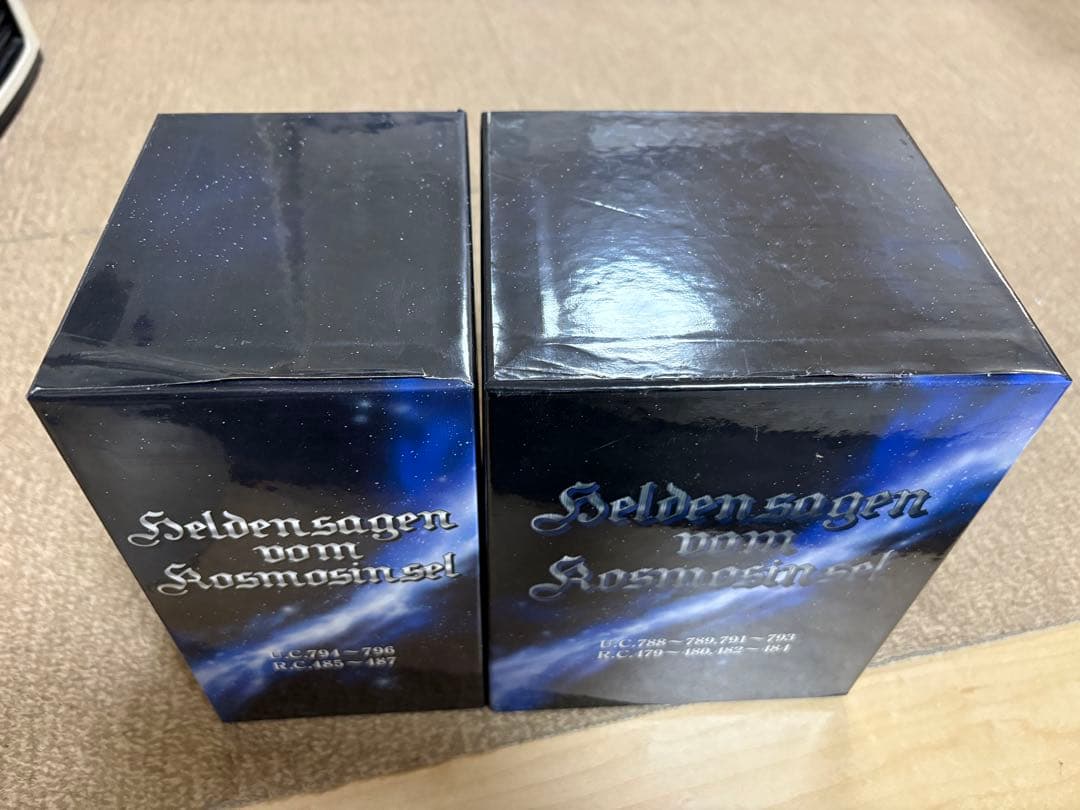 Heldensagen
vom
Kosmosinsel
U.C.794~796
R.C.485~487
Heldensagen
vom
Kosmosinsel
U.C.788~789,791~793
R.C.479~480,482~484